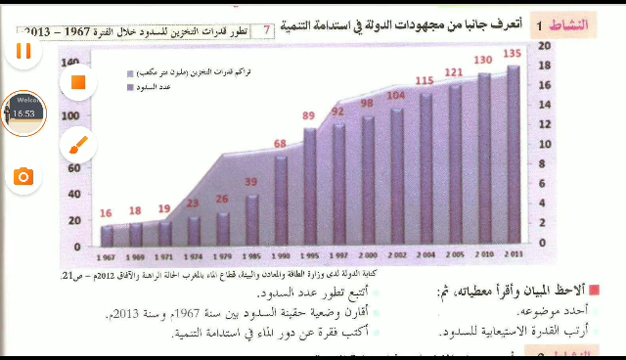 النشاط 1 أتعرف جانبا من مجهودات الدولة في استدامة التنمية
7 تطور قدرات التخزين للسدود خلال الفترة 1967 - 2013
تراكم قدرات التخزين (مليون متر مكعب)
عدد السدود
140
100
60
40
20
0
20
18
16
14
12
10
8
6
4
2
0
16 18 19 23 26 39 68 89 92 98 104 115 121 130 135
1 967 1 969 1 971 1 974 1 979 1 985 1 990 1 995 1 997 2 000 2 002 2 004 2 005 2 010 2 013
كتابة الدولة لدى وزارة الطاقة والمعادن والبيئة، قطاع الماء بالمغرب الحالة الراهنة والآفاق 2012م - ص21.
ألاحظ المبيان وأقرأ معطياته، ثم:
أحدد موضوعه.
أرتب القدرة الاستيعابية للسدود.
أتتبع تطور عدد السدود.
أقارن وضعية حقينة السدود بين سنة 1967م وسنة 2013م.
أكتب فقرة عن دور الماء في استدامة التنمية.
Welcome
16:53